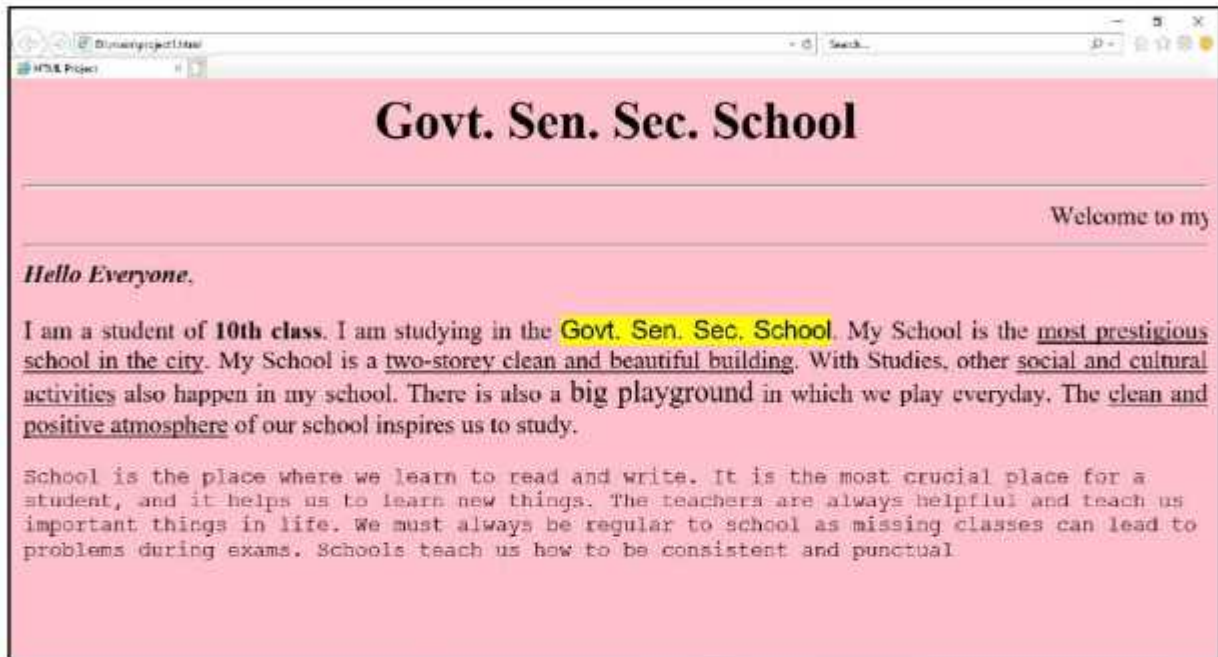 Search...
HTML Project
Govt. Sen. Sec. School
Welcome to my
Hello Everyone,
I am a student of 10th class. I am studying in the Govt. Sen. Sec. School. My School is the most prestigious
school in the city. My School is a two-storey clean and beautiful building. With Studies, other social and cultural
activities also happen in my school. There is also a big playground in which we play everyday. The clean and
positive atmosphere of our school inspires us to study.
School is the place where we learn to read and write. It is the most crucial place for a
student, and it helps us to learn new things. The teachers are always helpflul and teach us
important things in life. We must always be regular to school as missing classes can lead to
problems during exams. Schools teach us how to be consistent and punctual